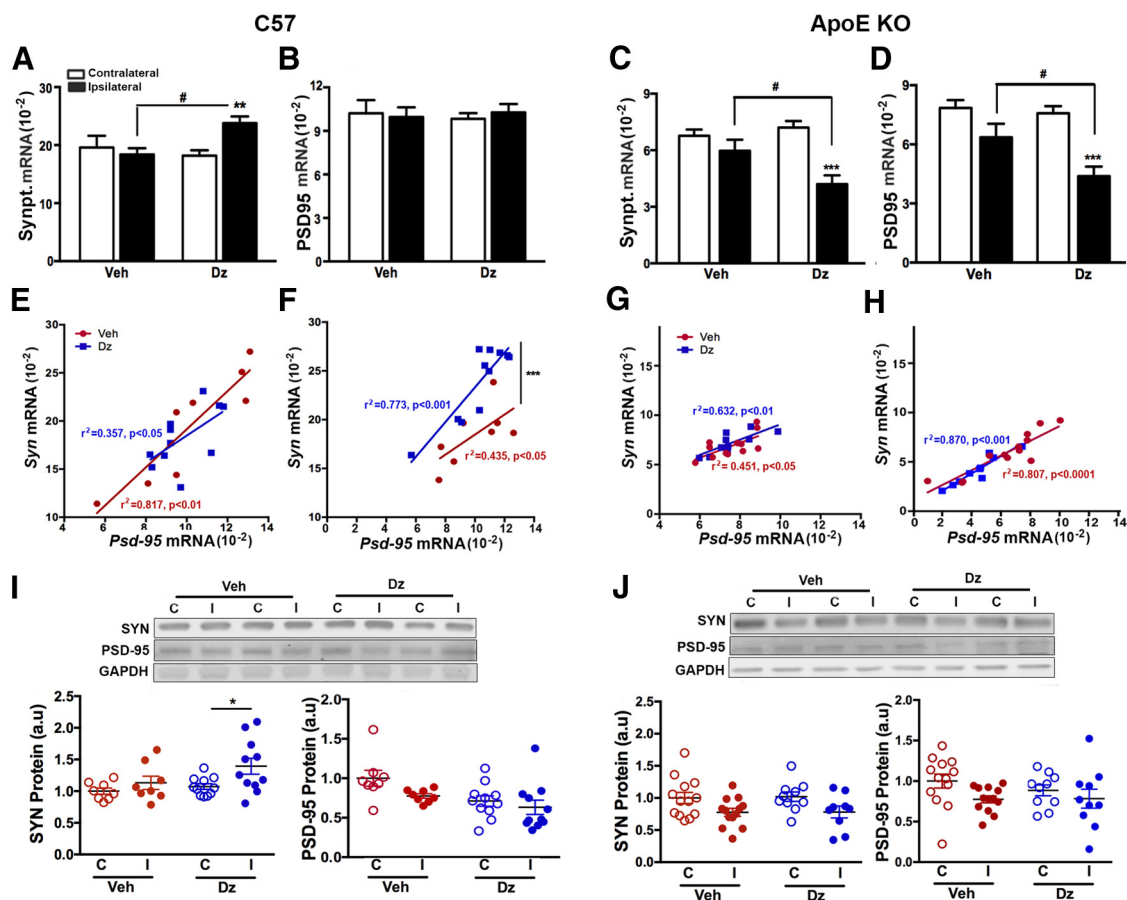 C57
ApoE KO
A
Contralateral
Ipsilateral
Synpt. mRNA(10-2)
30
20
10
0
#
**
Veh
Dz
B
PSD95 mRNA(10-2)
12
9
6
3
0
Veh
Dz
C
Synpt. mRNA(10-2)
9
6
3
0
#
***
Veh
Dz
D
PSD95 mRNA(10-2)
9
6
3
0
#
***
Veh
Dz
E
Veh
Dz
Syn mRNA (10-2)
30
25
20
15
10
r2=0.357, p<0.05
r2=0.817, p<0.01
4
6
8
10
12
14
Psd-95 mRNA(10-2)
F
Syn mRNA (10-2)
30
25
20
15
10
r2=0.773, p<0.001
***
r2=0.435, p<0.05
4
6
8
10
12
14
Psd-95 mRNA (10-2)
G
Veh
Dz
Syn mRNA (10-2)
15
10
5
0
r2=0.632, p<0.01
r2= 0.451, p<0.05
4
6
8
10
12
14
Psd-95 mRNA (10-2)
H
Syn mRNA (10-2)
15
10
5
0
r2=0.870, p<0.001
r2=0.807, p<0.0001
0
2
4
6
8
10
12
14
Psd-95 mRNA(10-2)
I
Veh
Dz
C I C I C I C I
SYN
PSD-95
GAPDH
SYN Protein (a.u)
2.5
2.0
1.5
1.0
0.5
0.0
*
C I C I
Veh
Dz
PSD-95 Protein (a.u)
2.0
1.5
1.0
0.5
0.0
C I C I
Veh
Dz
J
Veh
Dz
C I C I C I C I
SYN
PSD-95
GAPDH
SYN Protein (a.u)
2.5
2.0
1.5
1.0
0.5
0.0
C I C I
Veh
Dz
PSD-95 Protein (a.u)
2.0
1.5
1.0
0.5
0.0
C I C I
Veh
Dz